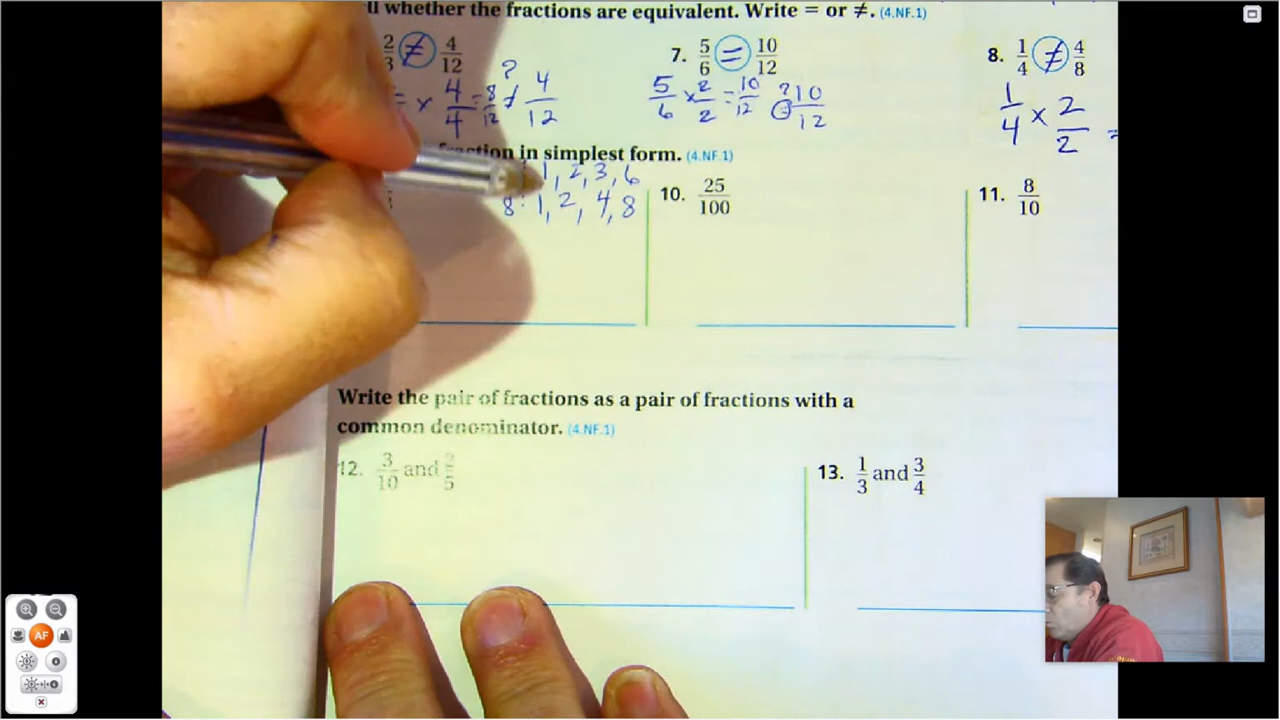 ll whether the fractions are equivalent. Write = or ≠. (4.NF.1)
2/3 ≠ 4/12
7. 5/6 = 10/12
8. 1/4 ≠ 4/8
= × 4/4 = 8/12 ≠ 4/12
?
5/6 × 2/2 = 10/12 = 10/12
?
1/4 × 2/2 =
fraction in simplest form. (4.NF.1)
1, 2, 3, 6
8: 1, 2, 4, 8
10. 25/100
11. 8/10
Write the pair of fractions as a pair of fractions with a
common denominator. (4.NF.1)
12. 3/10 and 2/5
13. 1/3 and 3/4
AF